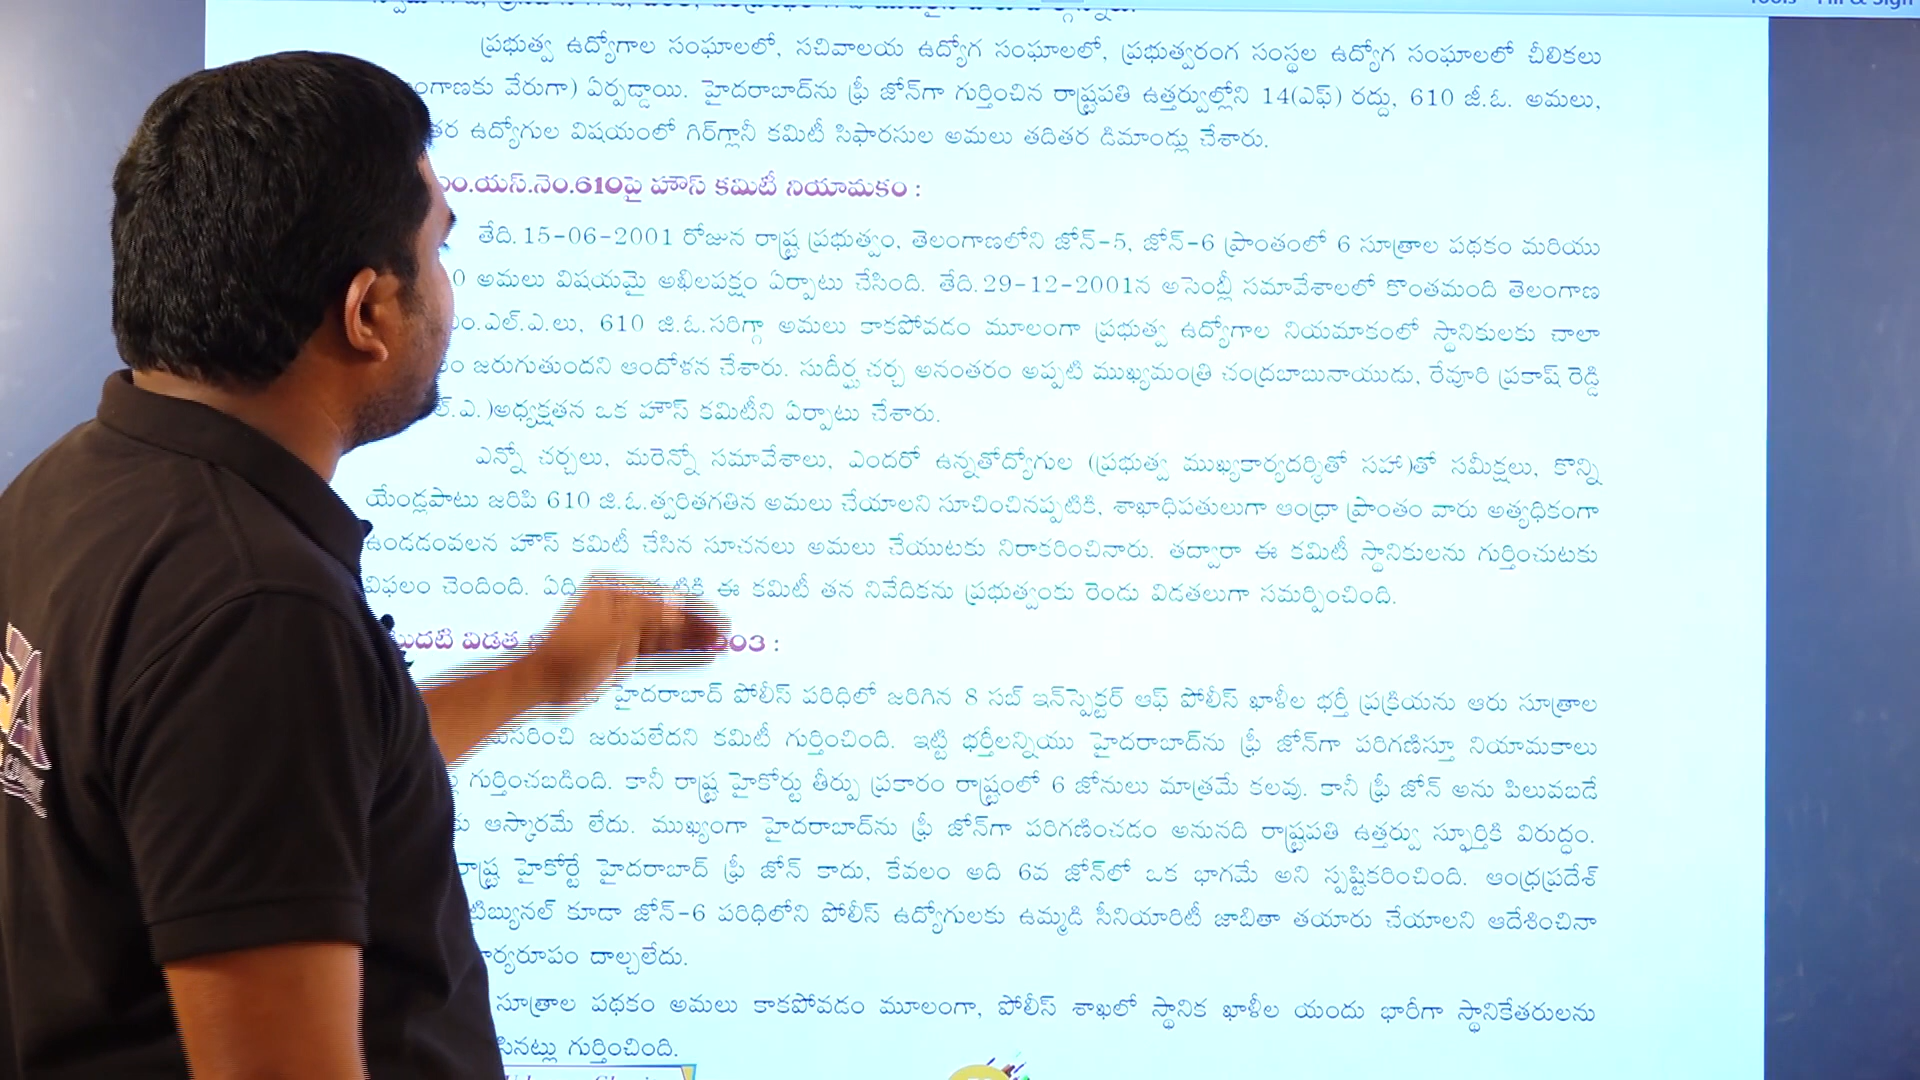 Tools Fill & Sign
ప్రభుత్వ ఉద్యోగాల సంఘాలలో, సచివాలయ ఉద్యోగ సంఘాలలో, ప్రభుత్వరంగ సంస్థల ఉద్యోగ సంఘాలలో చీలికలు
ంగాణకు వేరుగా) ఏర్పడ్డాయి. హైదరాబాద్‌ను ఫ్రీ జోన్‌గా గుర్తించిన రాష్ట్రపతి ఉత్తర్వుల్లోని 14(ఎఫ్) రద్దు, 610 జీ.ఓ. అమలు,
తర ఉద్యోగుల విషయంలో గిర్‌గ్లానీ కమిటీ సిఫారసుల అమలు తదితర డిమాండ్లు చేశారు.
ఎం.యస్.నెం.610పై హౌస్ కమిటీ నియామకం :
తేది.15-06-2001 రోజున రాష్ట్ర ప్రభుత్వం, తెలంగాణలోని జోన్-5, జోన్-6 ప్రాంతంలో 6 సూత్రాల పథకం మరియు
0 అమలు విషయమై అఖిలపక్షం ఏర్పాటు చేసింది. తేది.29-12-2001న అసెంబ్లీ సమావేశాలలో కొంతమంది తెలంగాణ
ఎం.ఎల్.ఎ.లు, 610 జి.ఓ.సరిగ్గా అమలు కాకపోవడం మూలంగా ప్రభుత్వ ఉద్యోగాల నియమాకంలో స్థానికులకు చాలా
ం జరుగుతుందని ఆందోళన చేశారు. సుదీర్ఘ చర్చ అనంతరం అప్పటి ముఖ్యమంత్రి చంద్రబాబునాయుడు, రేవూరి ప్రకాష్ రెడ్డి
ల్.ఎ.)అధ్యక్షతన ఒక హౌస్ కమిటీని ఏర్పాటు చేశారు.
ఎన్నో చర్చలు, మరెన్నో సమావేశాలు, ఎందరో ఉన్నతోద్యోగుల (ప్రభుత్వ ముఖ్యకార్యదర్శితో సహా)తో సమీక్షలు, కొన్ని
యేండ్లపాటు జరిపి 610 జి.ఓ.త్వరితగతిన అమలు చేయాలని సూచించినప్పటికి, శాఖాధిపతులుగా ఆంధ్రా ప్రాంతం వారు అత్యధికంగా
ఉండడంవలన హౌస్ కమిటీ చేసిన సూచనలు అమలు చేయుటకు నిరాకరించినారు. తద్వారా ఈ కమిటీ స్థానికులను గుర్తించుటకు
విఫలం చెందింది. ఏది ఈ కమిటీ తన నివేదికను ప్రభుత్వంకు రెండు విడతలుగా సమర్పించింది.
మొదటి విడత 003 :
హైదరాబాద్ పోలీస్ పరిధిలో జరిగిన 8 సబ్ ఇన్‌స్పెక్టర్ ఆఫ్ పోలీస్ ఖాళీల భర్తీ ప్రక్రియను ఆరు సూత్రాల
నుసరించి జరుపలేదని కమిటీ గుర్తించింది. ఇట్టి భర్తీలన్నియు హైదరాబాద్‌ను ఫ్రీ జోన్‌గా పరిగణిస్తూ నియామకాలు
గుర్తించబడింది. కానీ రాష్ట్ర హైకోర్టు తీర్పు ప్రకారం రాష్ట్రంలో 6 జోనులు మాత్రమే కలవు. కానీ ఫ్రీ జోన్ అను పిలువబడే
కు ఆస్కారమే లేదు. ముఖ్యంగా హైదరాబాద్‌ను ఫ్రీ జోన్‌గా పరిగణించడం అనునది రాష్ట్రపతి ఉత్తర్వు స్ఫూర్తికి విరుద్ధం.
రాష్ట్ర హైకోర్టే హైదరాబాద్ ఫ్రీ జోన్ కాదు, కేవలం అది 6వ జోన్‌లో ఒక భాగమే అని స్పష్టికరించింది. ఆంధ్రప్రదేశ్
టిబ్యునల్ కూడా జోన్-6 పరిధిలోని పోలీస్ ఉద్యోగులకు ఉమ్మడి సీనియారిటీ జాబితా తయారు చేయాలని ఆదేశించినా
ార్యరూపం దాల్చలేదు.
సూత్రాల పథకం అమలు కాకపోవడం మూలంగా, పోలీస్ శాఖలో స్థానిక ఖాళీల యందు భారీగా స్థానికేతరులను
సినట్లు గుర్తించింది.